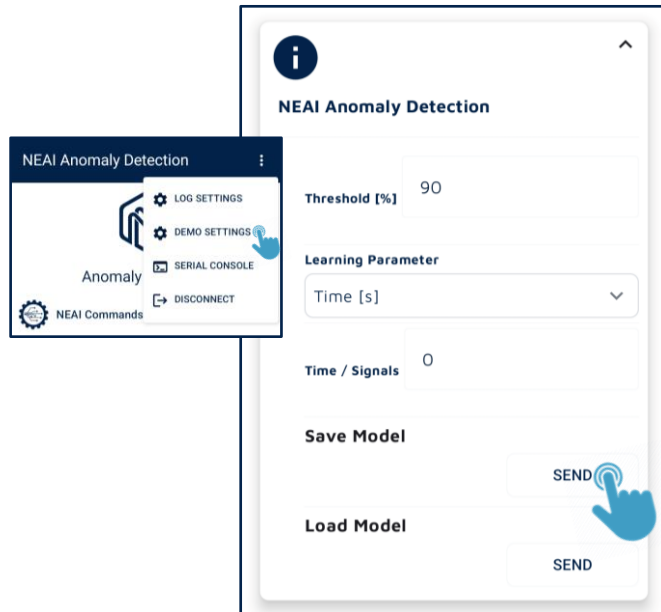 NEAI Anomaly Detection
LOG SETTINGS
DEMO SETTINGS
Anomaly
SERIAL CONSOLE
DISCONNECT
NEAI Commands
i
NEAI Anomaly Detection
Threshold [%]
90
Learning Parameter
Time [s]
Time / Signals
0
Save Model
SEND
Load Model
SEND